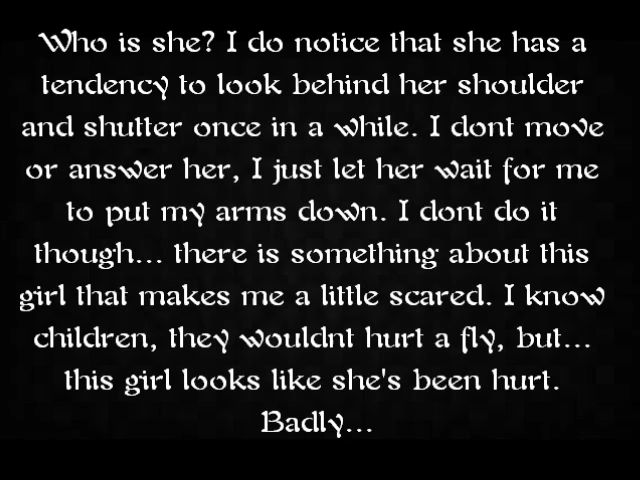 Who is she? I do notice that she has a
tendency to look behind her shoulder
and shutter once in a while. I dont move
or answer her, I just let her wait for me
to put my arms down. I dont do it
though... there is something about this
girl that makes me a little scared. I know
children, they wouldnt hurt a fly, but...
this girl looks like she's been hurt.
Badly...